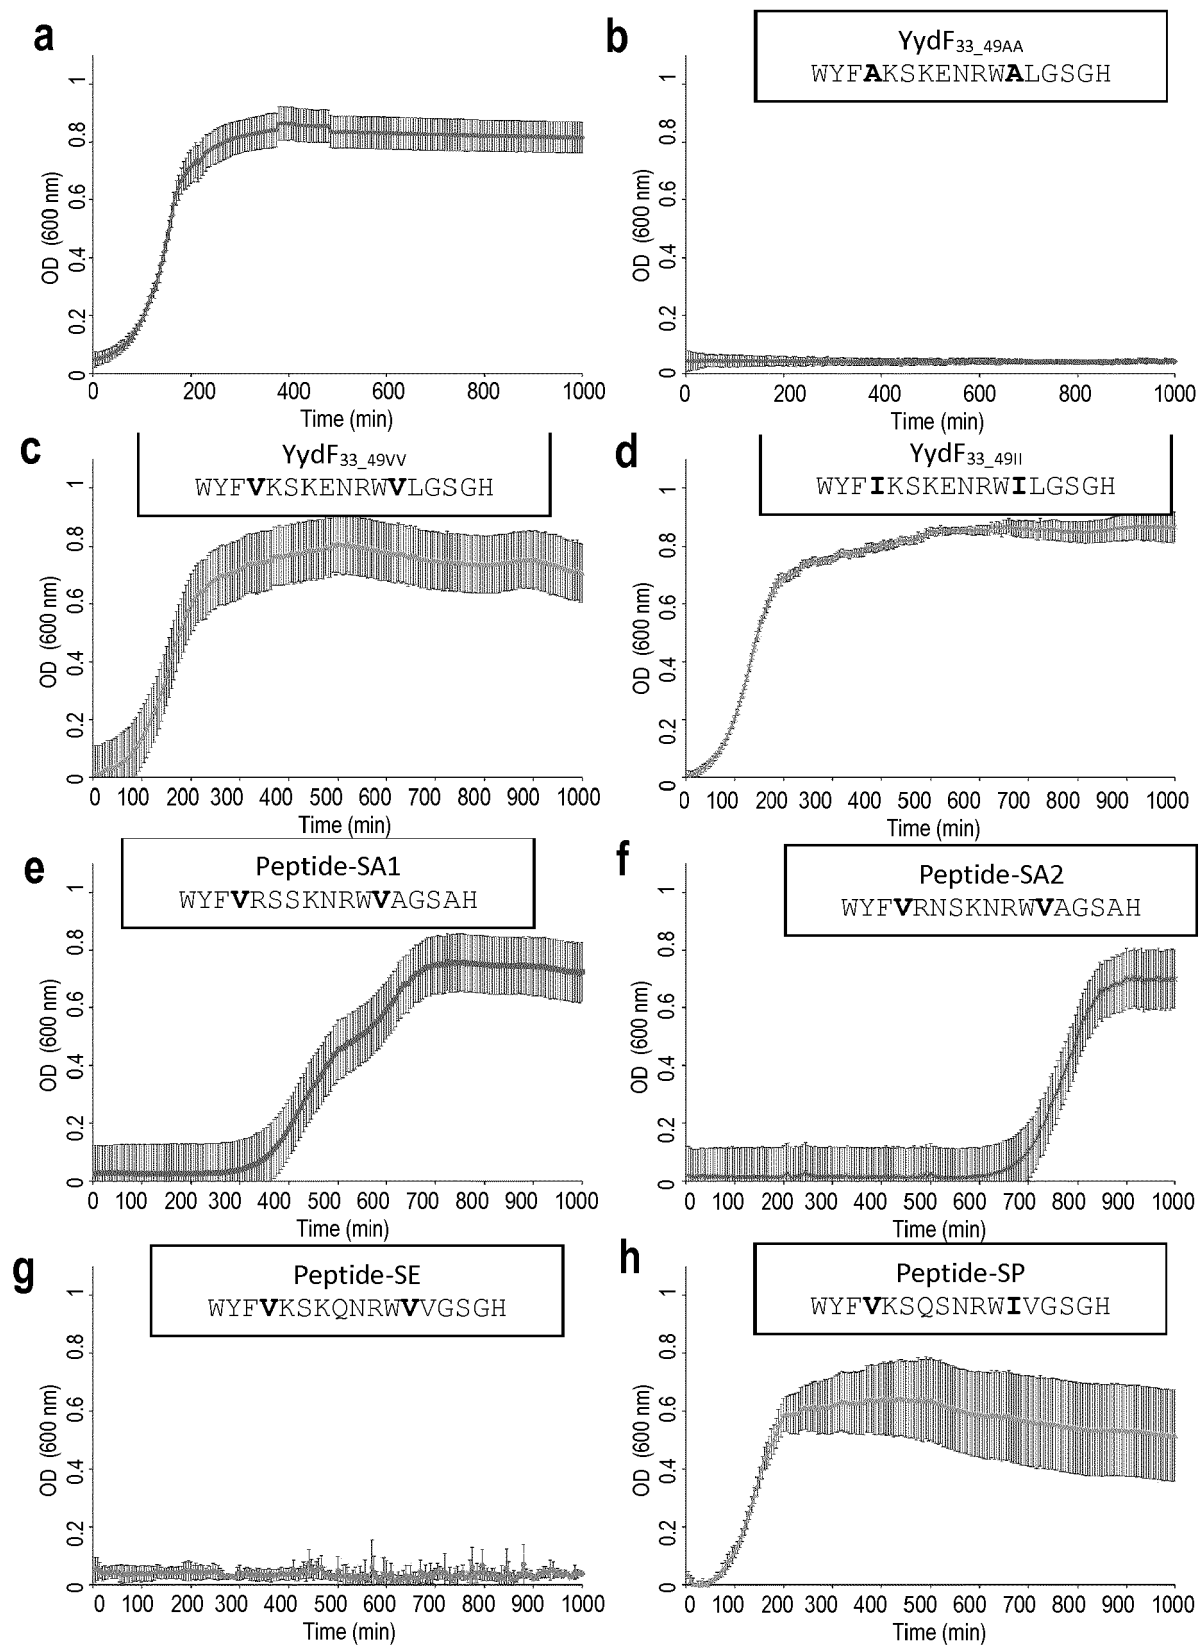 a
OD (600 nm)
1
0.8
0.6
0.4
0.2
0
0 200 400 600 800 1000
Time (min)
b
YydF33_49AA
WYFAKSKENRWALGSGH
OD (600 nm)
1
0.8
0.6
0.4
0.2
0
0 200 400 600 800 1000
Time (min)
c
YydF33_49VV
WYFVKSKENRWVLGSGH
OD (600 nm)
1
0.8
0.6
0.4
0.2
0
0 100 200 300 400 500 600 700 800 900 1000
Time (min)
d
YydF33_49II
WYFIKSKENRWILGSGH
OD (600 nm)
1
0.8
0.6
0.4
0.2
0
0 100 200 300 400 500 600 700 800 900 1000
Time (min)
e
Peptide-SA1
WYFVRSSKNRWVAGSAH
OD (600 nm)
1
0.8
0.6
0.4
0.2
0
0 100 200 300 400 500 600 700 800 900 1000
Time (min)
f
Peptide-SA2
WYFVRNSKNRWVAGSAH
OD (600 nm)
1
0.8
0.6
0.4
0.2
0
0 100 200 300 400 500 600 700 800 900 1000
Time (min)
g
Peptide-SE
WYFVKSKQNRWVVGSGH
OD (600 nm)
1
0.8
0.6
0.4
0.2
0
0 100 200 300 400 500 600 700 800 900 1000
Time (min)
h
Peptide-SP
WYFVKSQSNRWIVGSGH
OD (600 nm)
1
0.8
0.6
0.4
0.2
0
0 100 200 300 400 500 600 700 800 900 1000
Time (min)